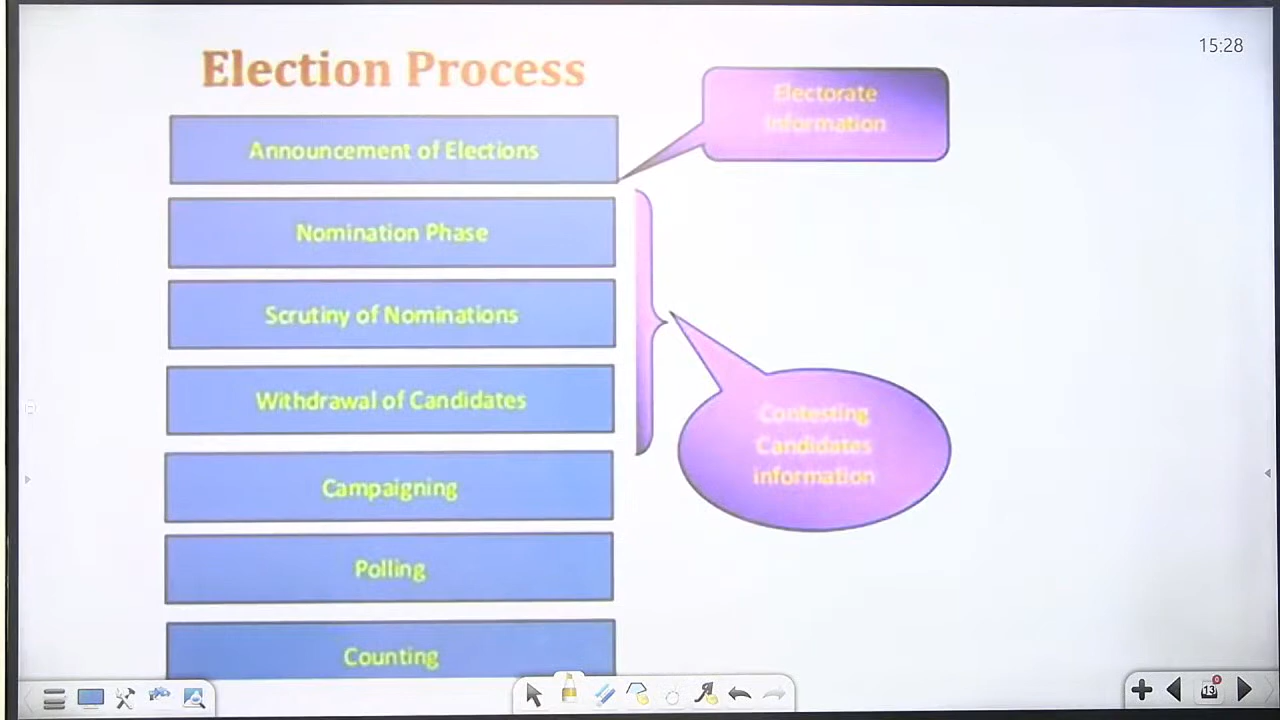 15:28
Election Process
Electorate
Information
Announcement of Elections
Nomination Phase
Scrutiny of Nominations
Withdrawal of Candidates
Contesting
Candidates
information
Campaigning
Polling
Counting
13